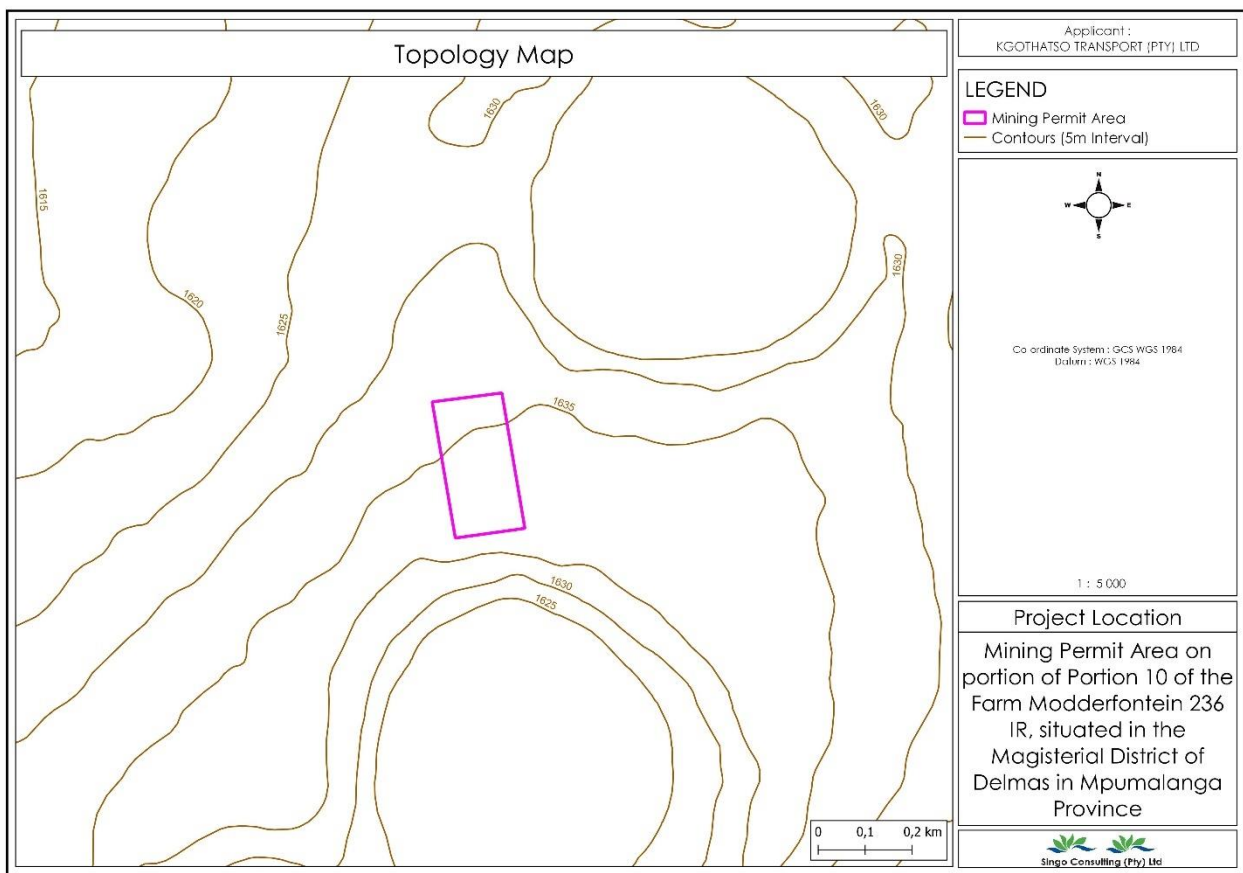 Topology Map
1630
1630
1615
1620
1625
1630
1635
1630
1625
0 0,1 0,2 km
Applicant :
KGOTHATSO TRANSPORT (PTY) LTD
LEGEND
Mining Permit Area
Contours (5m Interval)
N
W E
S
Co ordinate System : GCS WGS 1984
Datum : WGS 1984
1 : 5 000
Project Location
Mining Permit Area on
portion of Portion 10 of the
Farm Modderfontein 236
IR, situated in the
Magisterial District of
Delmas in Mpumalanga
Province
Singo Consulting (Pty) Ltd